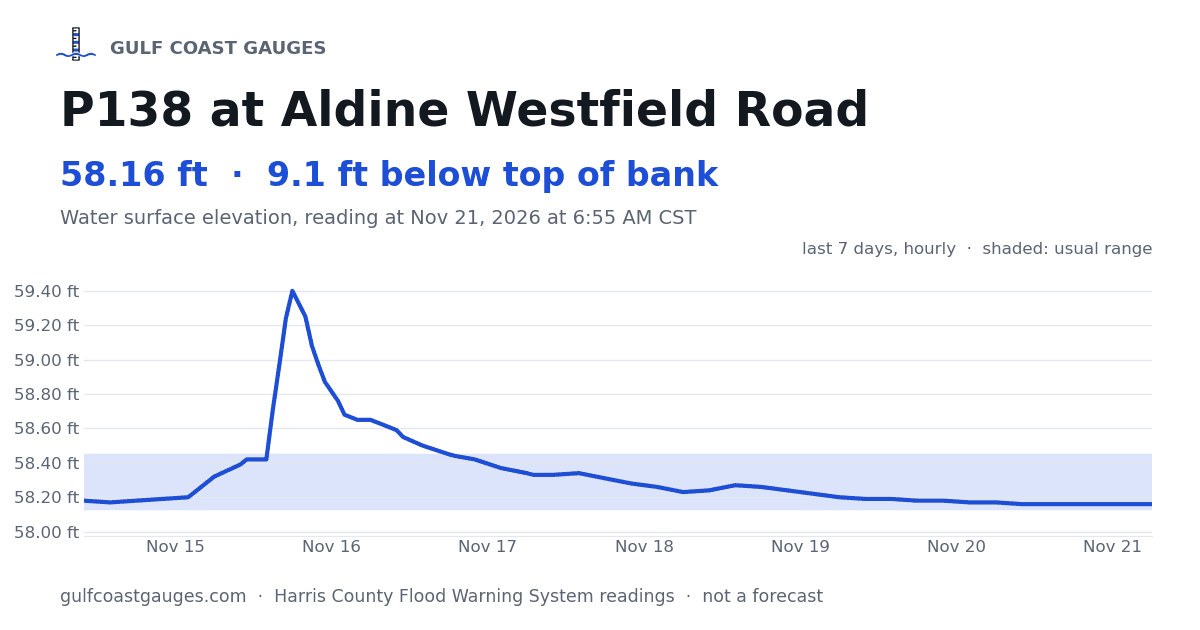 GULF COAST GAUGES
P138 at Aldine Westfield Road
58.16 ft · 9.1 ft below top of bank
Water surface elevation, reading at Nov 21, 2026 at 6:55 AM CST
last 7 days, hourly · shaded: usual range
59.40 ft
59.20 ft
59.00 ft
58.80 ft
58.60 ft
58.40 ft
58.20 ft
58.00 ft
Nov 15 Nov 16 Nov 17 Nov 18 Nov 19 Nov 20 Nov 21
gulfcoastgauges.com · Harris County Flood Warning System readings · not a forecast